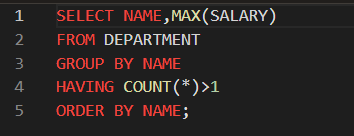 1 SELECT NAME,MAX(SALARY)
2 FROM DEPARTMENT
3 GROUP BY NAME
4 HAVING COUNT(*)>1
5 ORDER BY NAME;